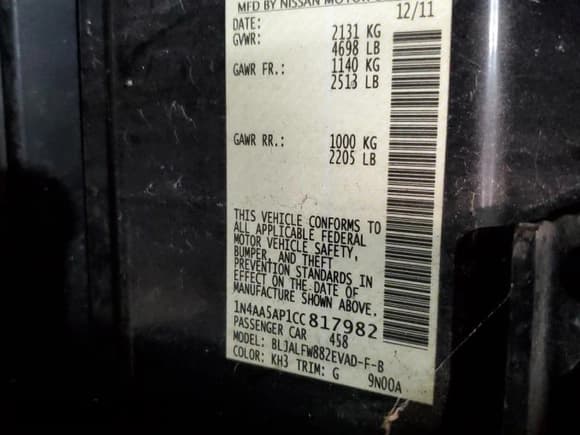 MFD BY NISSAN MOTOR
DATE: 12/11
GVWR: 2131 KG
4698 LB
GAWR FR.: 1140 KG
2513 LB
GAWR RR.: 1000 KG
2205 LB
THIS VEHICLE CONFORMS TO
ALL APPLICABLE FEDERAL
MOTOR VEHICLE SAFETY,
BUMPER, AND THEFT
PREVENTION STANDARDS IN
EFFECT ON THE DATE OF
MANUFACTURE SHOWN ABOVE.
1N4AA5AP1CC817982
PASSENGER CAR 458
MODEL: BLJALFW882EVAD-F-B
COLOR: KH3 TRIM: G 9N00A